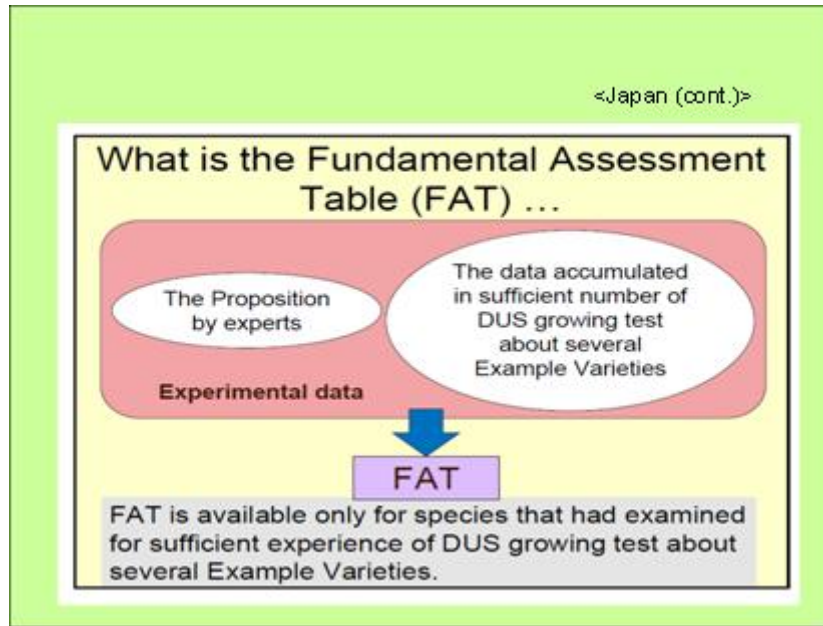 <Japan (cont.)>
What is the Fundamental Assessment
Table (FAT) ...
The Proposition
by experts
The data accumulated
in sufficient number of
DUS growing test
about several
Example Varieties
Experimental data
FAT
FAT is available only for species that had examined
for sufficient experience of DUS growing test about
several Example Varieties.